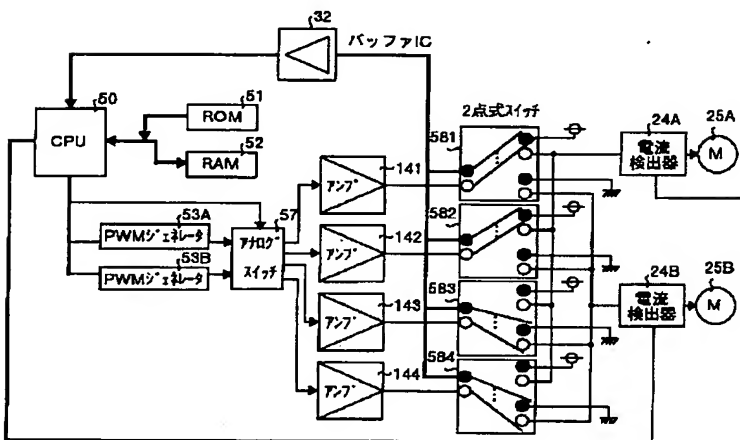 32
バッファIC
50
CPU
51
ROM
52
RAM
2点式スイッチ
581
24A
電流
検出器
25A
M
141
アンプ
53A
PWMジェネレータ
57
アナログ
スイッチ
142
アンプ
582
53B
PWMジェネレータ
143
アンプ
583
24B
電流
検出器
25B
M
144
アンプ
584